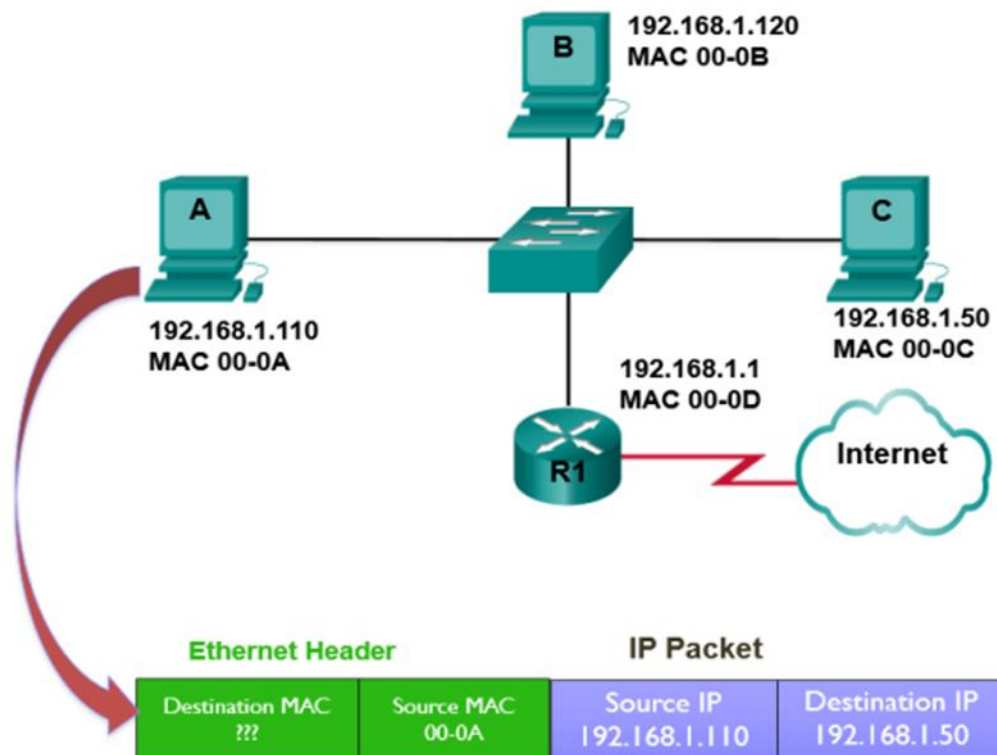 192.168.1.120
MAC 00-0B
B
A
C
192.168.1.110
MAC 00-0A
192.168.1.50
MAC 00-0C
192.168.1.1
MAC 00-0D
R1
Internet
Ethernet Header
IP Packet
Destination MAC
???
Source MAC
00-0A
Source IP
192.168.1.110
Destination IP
192.168.1.50